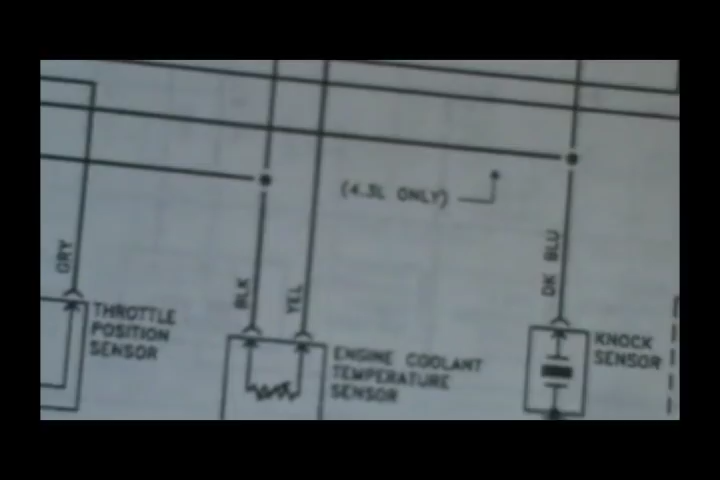 (4.3L ONLY)
GRY
BLK
YEL
DK BLU
THROTTLE
POSITION
SENSOR
ENGINE COOLANT
TEMPERATURE
SENSOR
KNOCK
SENSOR